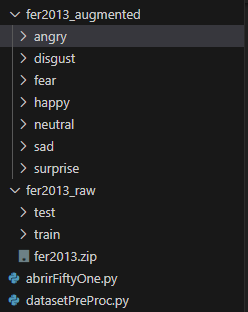 fer2013_augmented
angry
disgust
fear
happy
neutral
sad
surprise
fer2013_raw
test
train
fer2013.zip
abrirFiftyOne.py
datasetPreProc.py